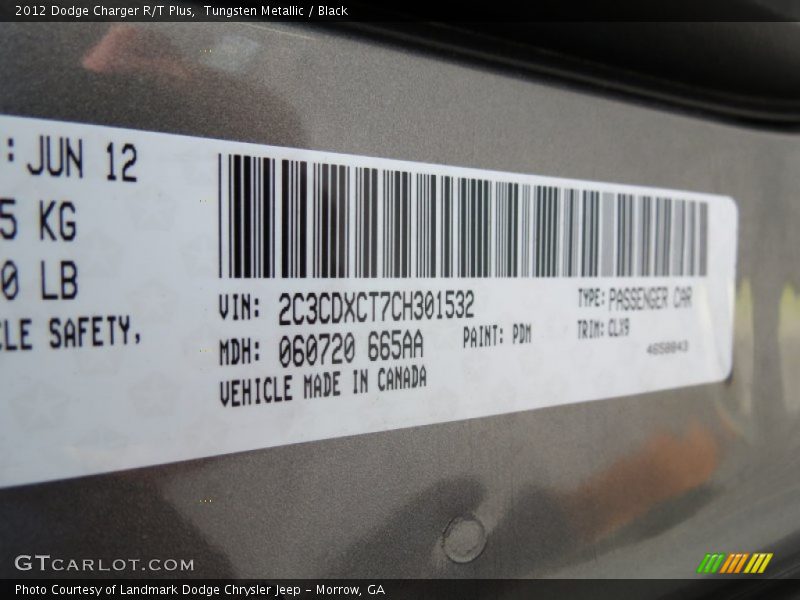 2012 Dodge Charger R/T Plus,  Tungsten Metallic / Black
: JUN 12
5 KG
0 LB
CLE SAFETY,
VIN: 2C3CDXCT7CH301532
TYPE: PASSENGER CAR
MDH: 060720 665AA
PAINT: PDM
TRIM: CLX9
VEHICLE MADE IN CANADA
4658043
GTCARLOT.COM
Photo Courtesy of Landmark Dodge Chrysler Jeep – Morrow, GA